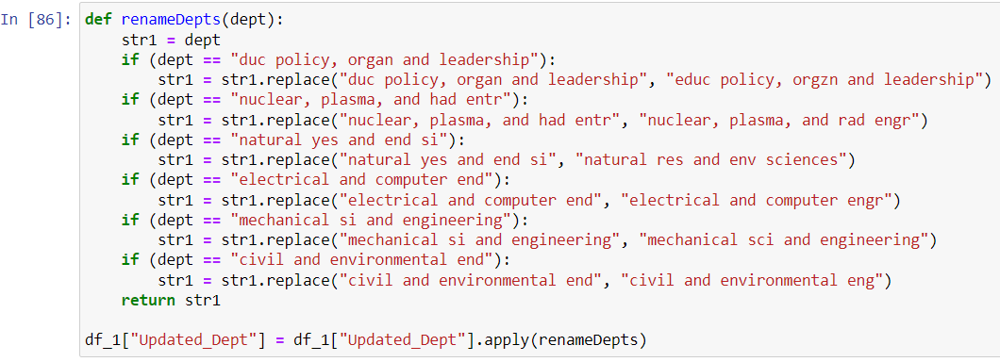 In [86]: def renameDepts(dept):
    str1 = dept
    if (dept == "duc policy, organ and leadership"):
        str1 = str1.replace("duc policy, organ and leadership", "educ policy, orgzn and leadership")
    if (dept == "nuclear, plasma, and had entr"):
        str1 = str1.replace("nuclear, plasma, and had entr", "nuclear, plasma, and rad engr")
    if (dept == "natural yes and end si"):
        str1 = str1.replace("natural yes and end si", "natural res and env sciences")
    if (dept == "electrical and computer end"):
        str1 = str1.replace("electrical and computer end", "electrical and computer engr")
    if (dept == "mechanical si and engineering"):
        str1 = str1.replace("mechanical si and engineering", "mechanical sci and engineering")
    if (dept == "civil and environmental end"):
        str1 = str1.replace("civil and environmental end", "civil and environmental eng")
    return str1

df_1["Updated_Dept"] = df_1["Updated_Dept"].apply(renameDepts)